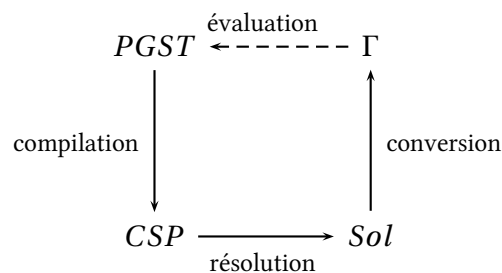 évaluation
PGST Γ
compilation conversion
CSP Sol
résolution